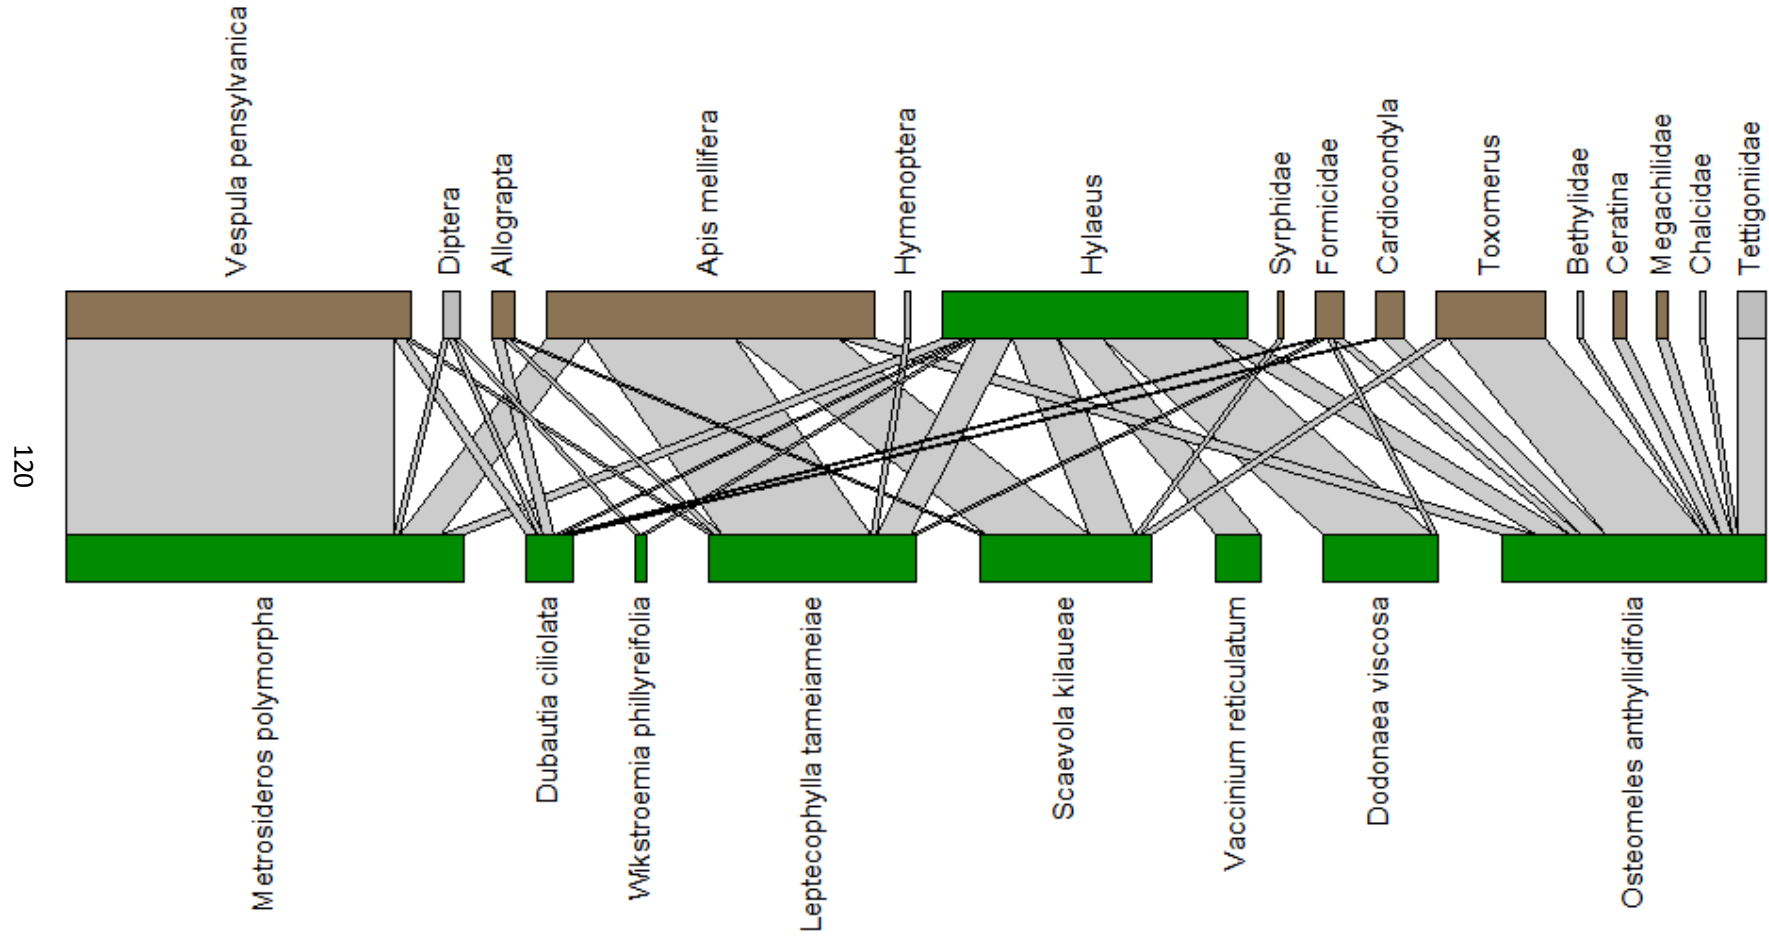 Vespula pensylvanica
Diptera
Allograpta
Apis mellifera
Hymenoptera
Hylaeus
Syrphidae
Formicidae
Cardiocondyla
Toxomerus
Bethylidae
Ceratina
Megachilidae
Chalcidae
Tettigoniidae
120
Metrosideros polymorpha
Dubautia ciliolata
Wikstroemia phillyreifolia
Leptecophylla tameiameiae
Scaevola kilaueae
Vaccinium reticulatum
Dodonaea viscosa
Osteomeles anthyllidifolia